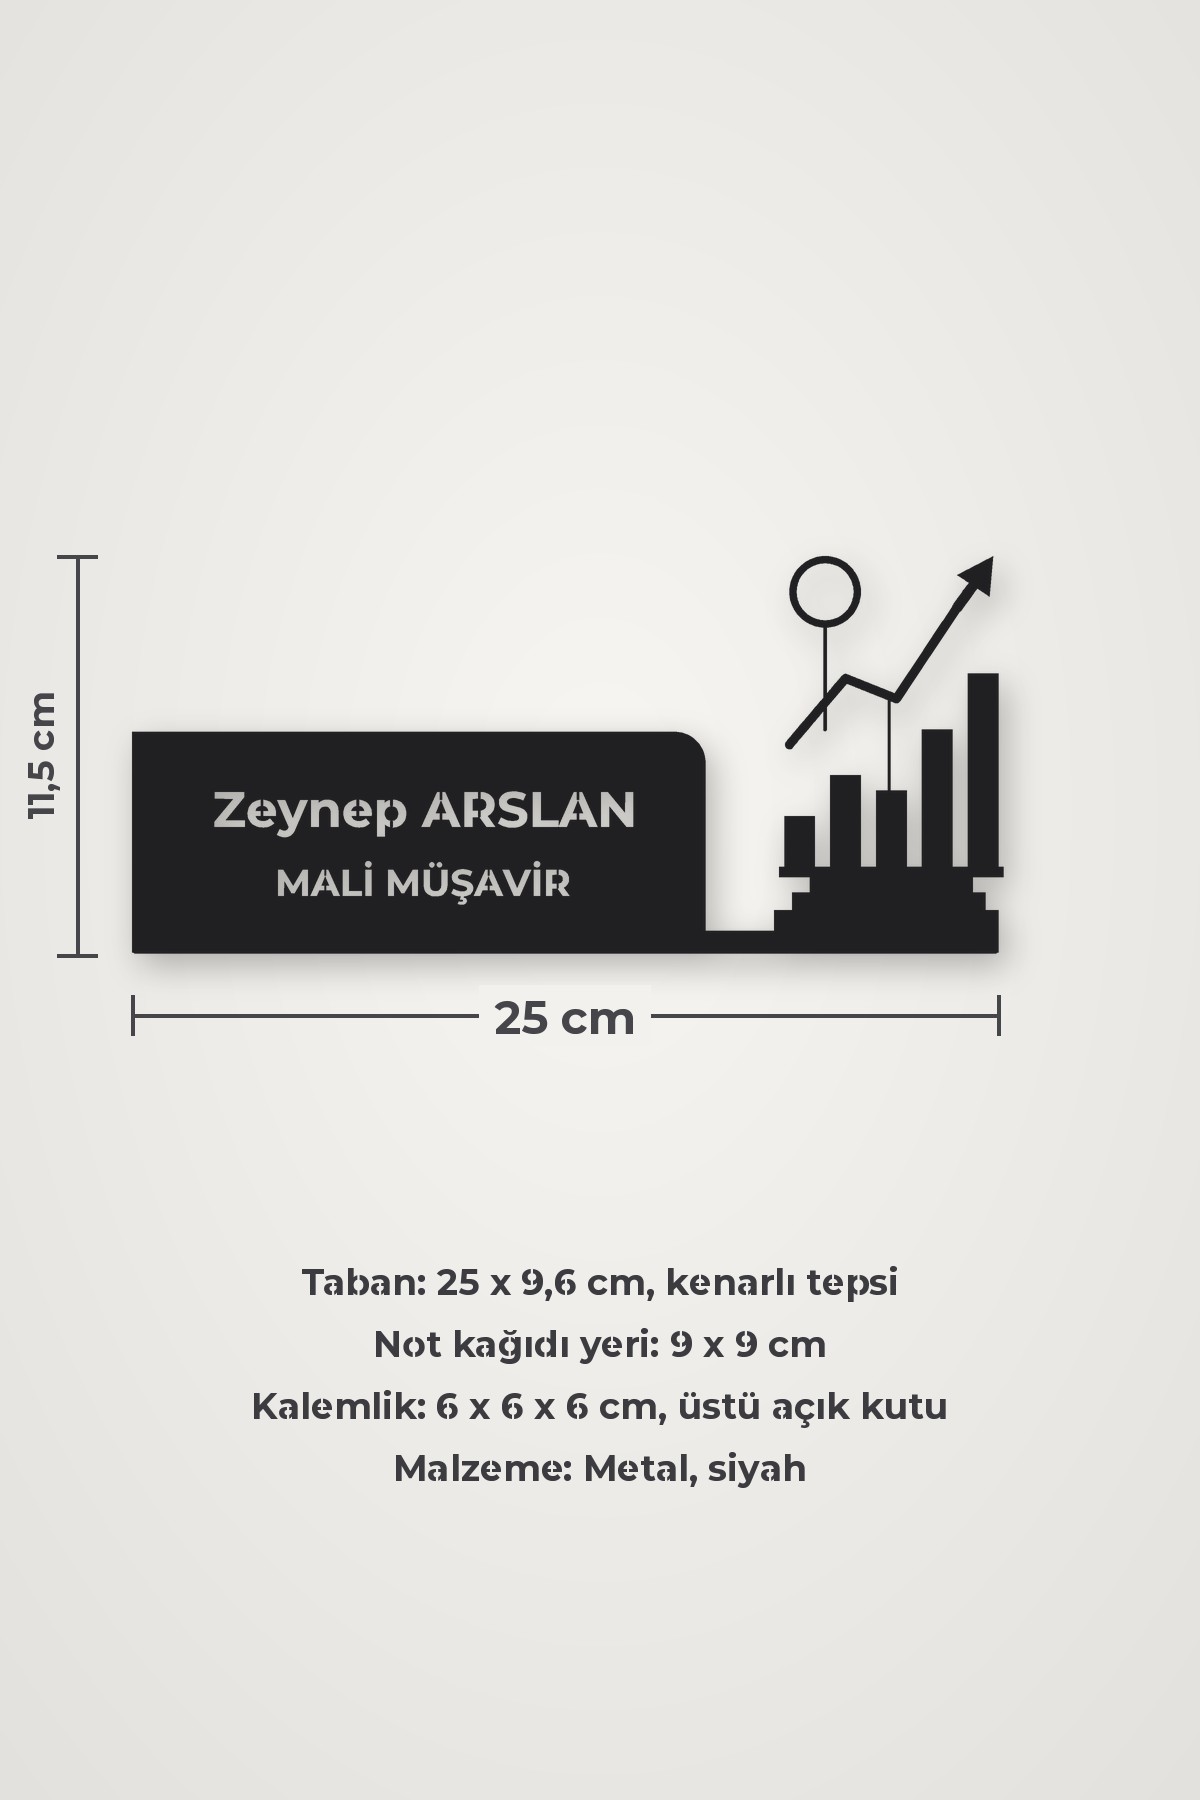 11,5 cm
Zeynep ARSLAN
MALİ MÜŞAVİR
25 cm
Taban: 25 x 9,6 cm, kenarlı tepsi
Not kağıdı yeri: 9 x 9 cm
Kalemlik: 6 x 6 x 6 cm, üstü açık kutu
Malzeme: Metal, siyah